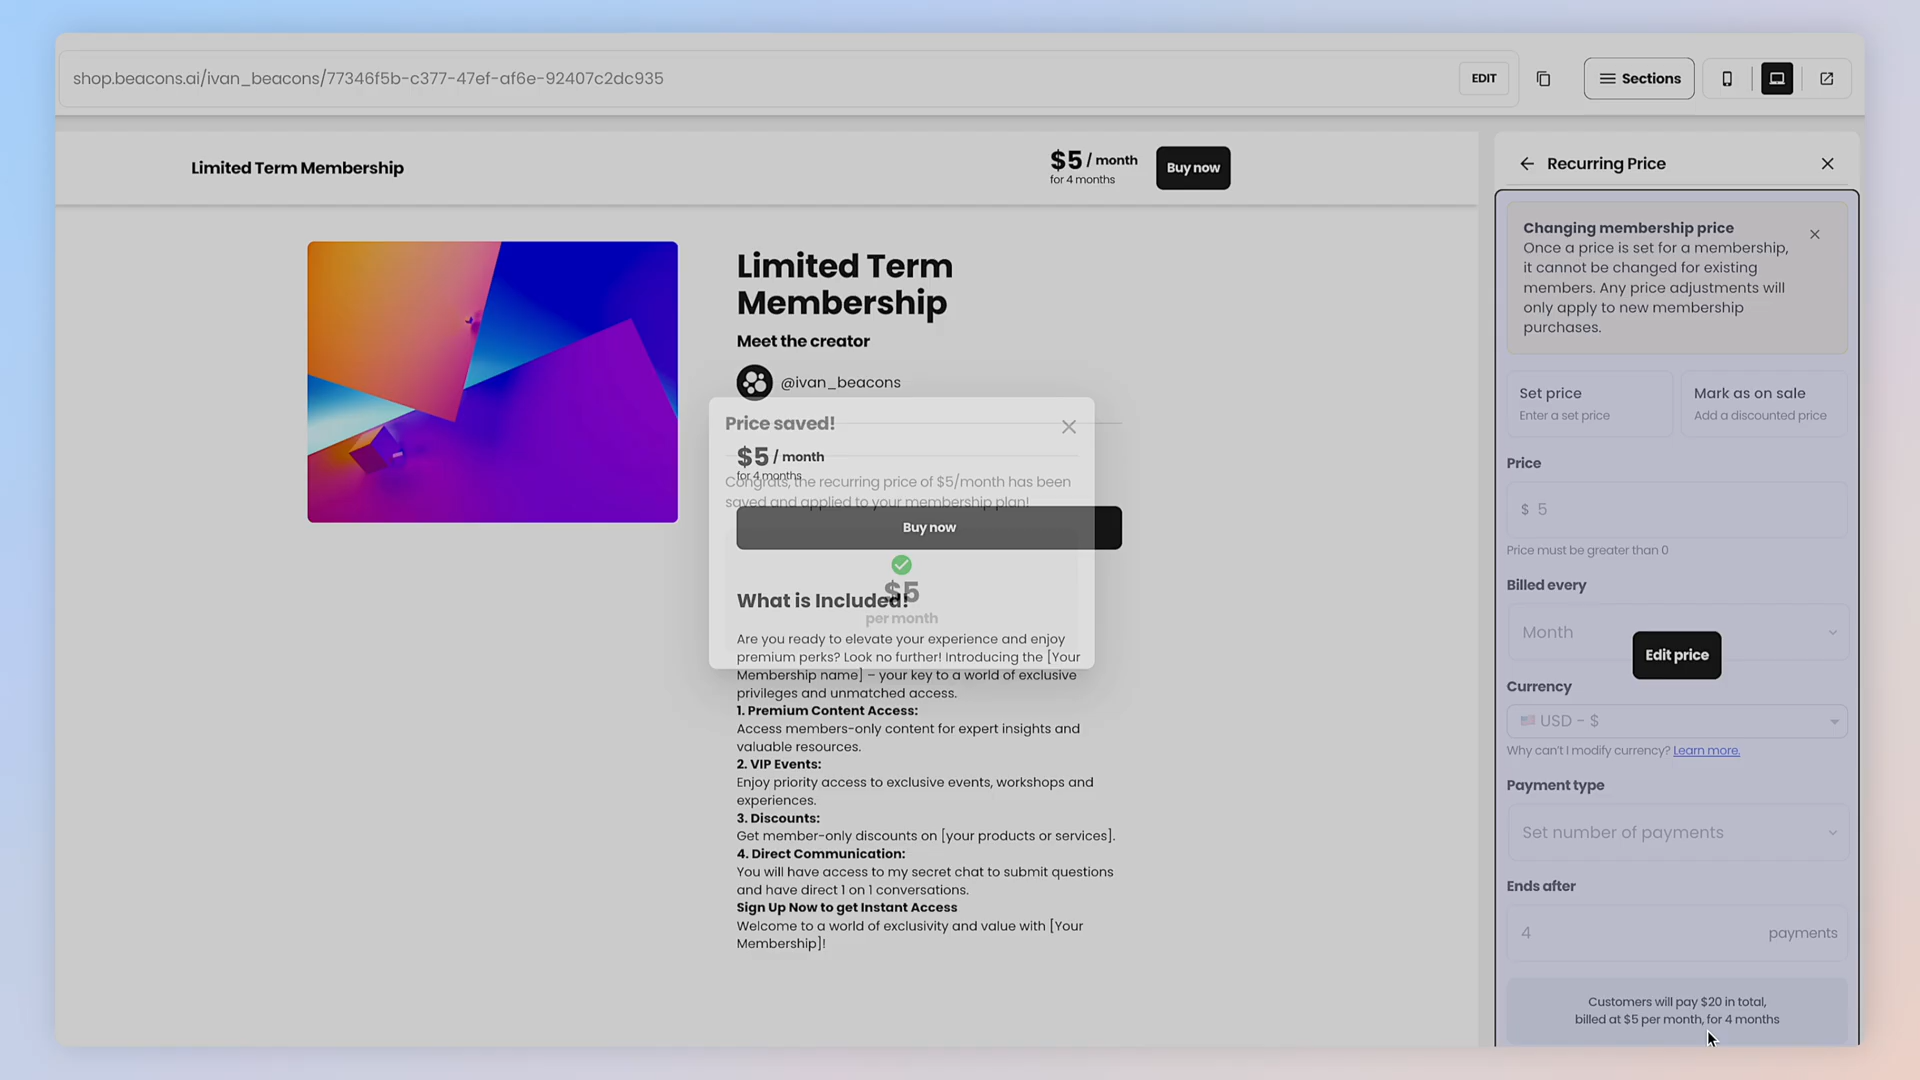 shop.beacons.ai/ivan_beacons/77346f5b-c377-47ef-af6e-92407c2dc935
EDIT
Sections
Limited Term Membership
$5 / month
for 4 months
Buy now
Limited Term
Membership
Meet the creator
@ivan_beacons
Price saved!
$5 / month
for 4 months
Congrats, the recurring price of $5/month has been
saved and applied to your membership plan!
Buy now
$5
per month
What is Included!
Are you ready to elevate your experience and enjoy
premium perks? Look no further! Introducing the [Your
Membership name] – your key to a world of exclusive
privileges and unmatched access.
1. Premium Content Access:
Access members-only content for expert insights and
valuable resources.
2. VIP Events:
Enjoy priority access to exclusive events, workshops and
experiences.
3. Discounts:
Get member-only discounts on [your products or services].
4. Direct Communication:
You will have access to my secret chat to submit questions
and have direct 1 on 1 conversations.
Sign Up Now to get Instant Access
Welcome to a world of exclusivity and value with [Your
Membership]!
Recurring Price
Changing membership price
Once a price is set for a membership,
it cannot be changed for existing
members. Any price adjustments will
only apply to new membership
purchases.
Set price
Enter a set price
Mark as on sale
Add a discounted price
Price
$ 5
Price must be greater than 0
Billed every
Month
Edit price
Currency
USD - $
Why can't I modify currency? Learn more.
Payment type
Set number of payments
Ends after
4 payments
Customers will pay $20 in total,
billed at $5 per month, for 4 months